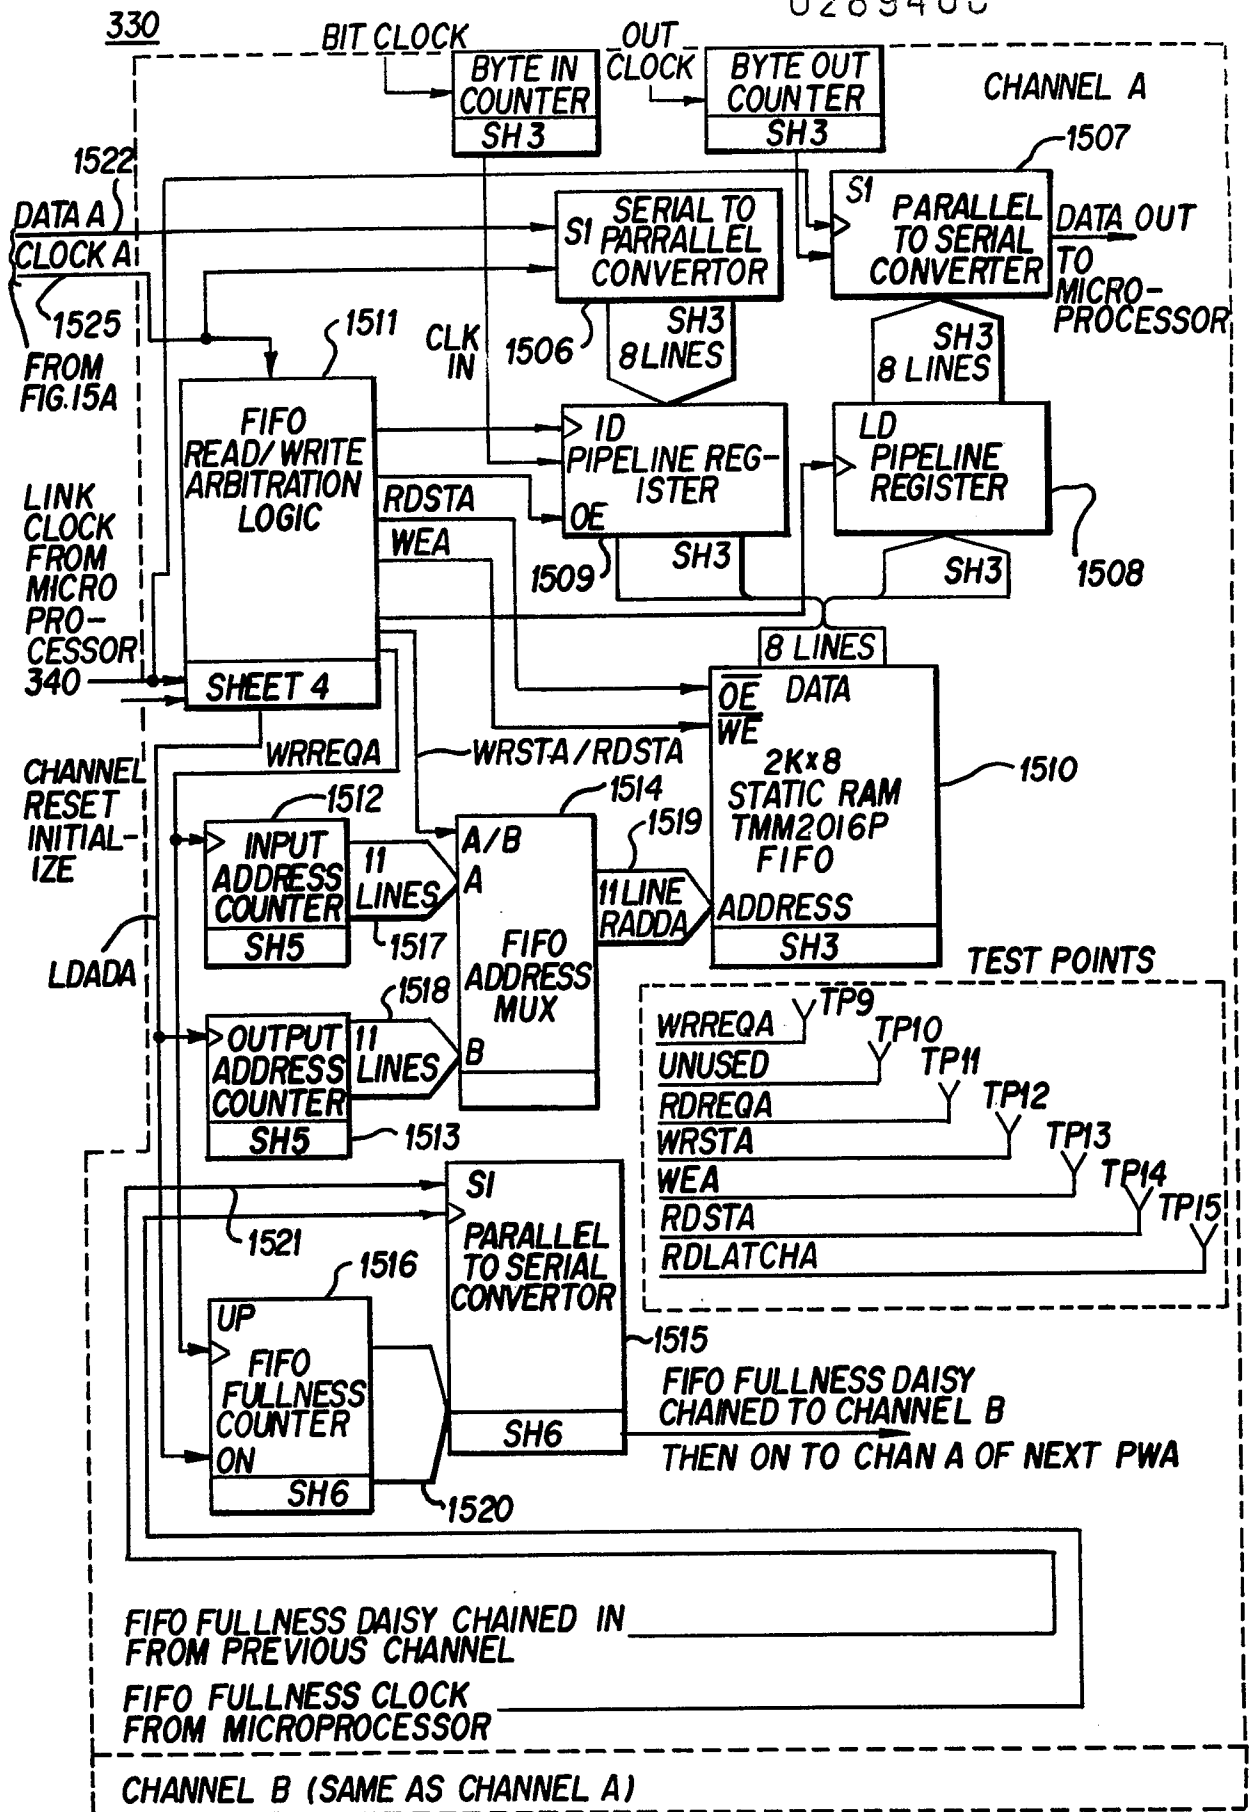 330
BIT CLOCK
OUT
CLOCK
BYTE IN
COUNTER
SH3
BYTE OUT
COUNTER
SH3
CHANNEL A
1507
1522
DATA A
CLOCK A
1525
FROM
FIG.15A
S1
SERIAL TO
PARRALLEL
CONVERTOR
1506
SH3
8 LINES
S1
PARALLEL
TO SERIAL
CONVERTER
DATA OUT
TO
MICRO-
PROCESSOR
SH3
8 LINES
1511
CLK
IN
FIFO
READ/WRITE
ARBITRATION
LOGIC
SHEET 4
RDSTA
WEA
LINK
CLOCK
FROM
MICRO
PRO-
CESSOR
340
ID
PIPELINE REG-
ISTER
OE
1509
SH3
LD
PIPELINE
REGISTER
SH3
1508
8 LINES
OE
DATA
WE
2K×8
STATIC RAM
TMM2016P
FIFO
ADDRESS
SH3
1510
CHANNEL
RESET
INITIAL-
IZE
WRREQA
WRSTA/RDSTA
1512
INPUT
ADDRESS
COUNTER
SH5
11
LINES
1517
1514
A/B
A
FIFO
ADDRESS
MUX
B
1519
11 LINE
RADDA
LDADA
OUTPUT
ADDRESS
COUNTER
SH5
11
LINES
1518
1513
TEST POINTS
WRREQA
TP9
UNUSED
TP10
RDREQA
TP11
WRSTA
TP12
WEA
TP13
RDSTA
TP14
RDLATCHA
TP15
1521
S1
PARALLEL
TO SERIAL
CONVERTOR
SH6
1515
1516
UP
FIFO
FULLNESS
COUNTER
ON
SH6
1520
FIFO FULLNESS DAISY
CHAINED TO CHANNEL B
THEN ON TO CHAN A OF NEXT PWA
FIFO FULLNESS DAISY CHAINED IN
FROM PREVIOUS CHANNEL
FIFO FULLNESS CLOCK
FROM MICROPROCESSOR
CHANNEL B (SAME AS CHANNEL A)